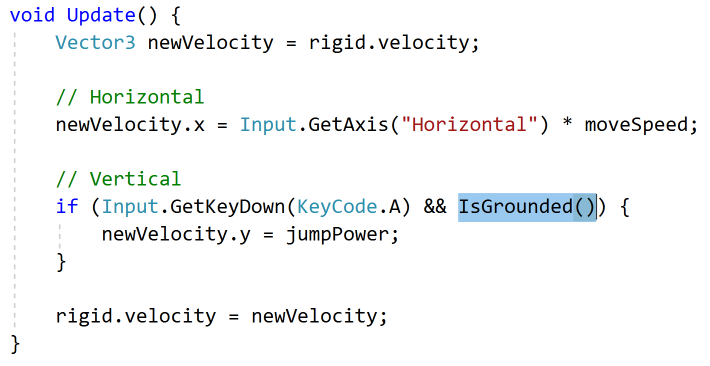 void Update() {
Vector3 newVelocity = rigid.velocity;
// Horizontal
newVelocity.x = Input.GetAxis("Horizontal") * moveSpeed;
// Vertical
if (Input.GetKeyDown(KeyCode.A) && IsGrounded()) {
newVelocity.y = jumpPower;
}
rigid.velocity = newVelocity;
}